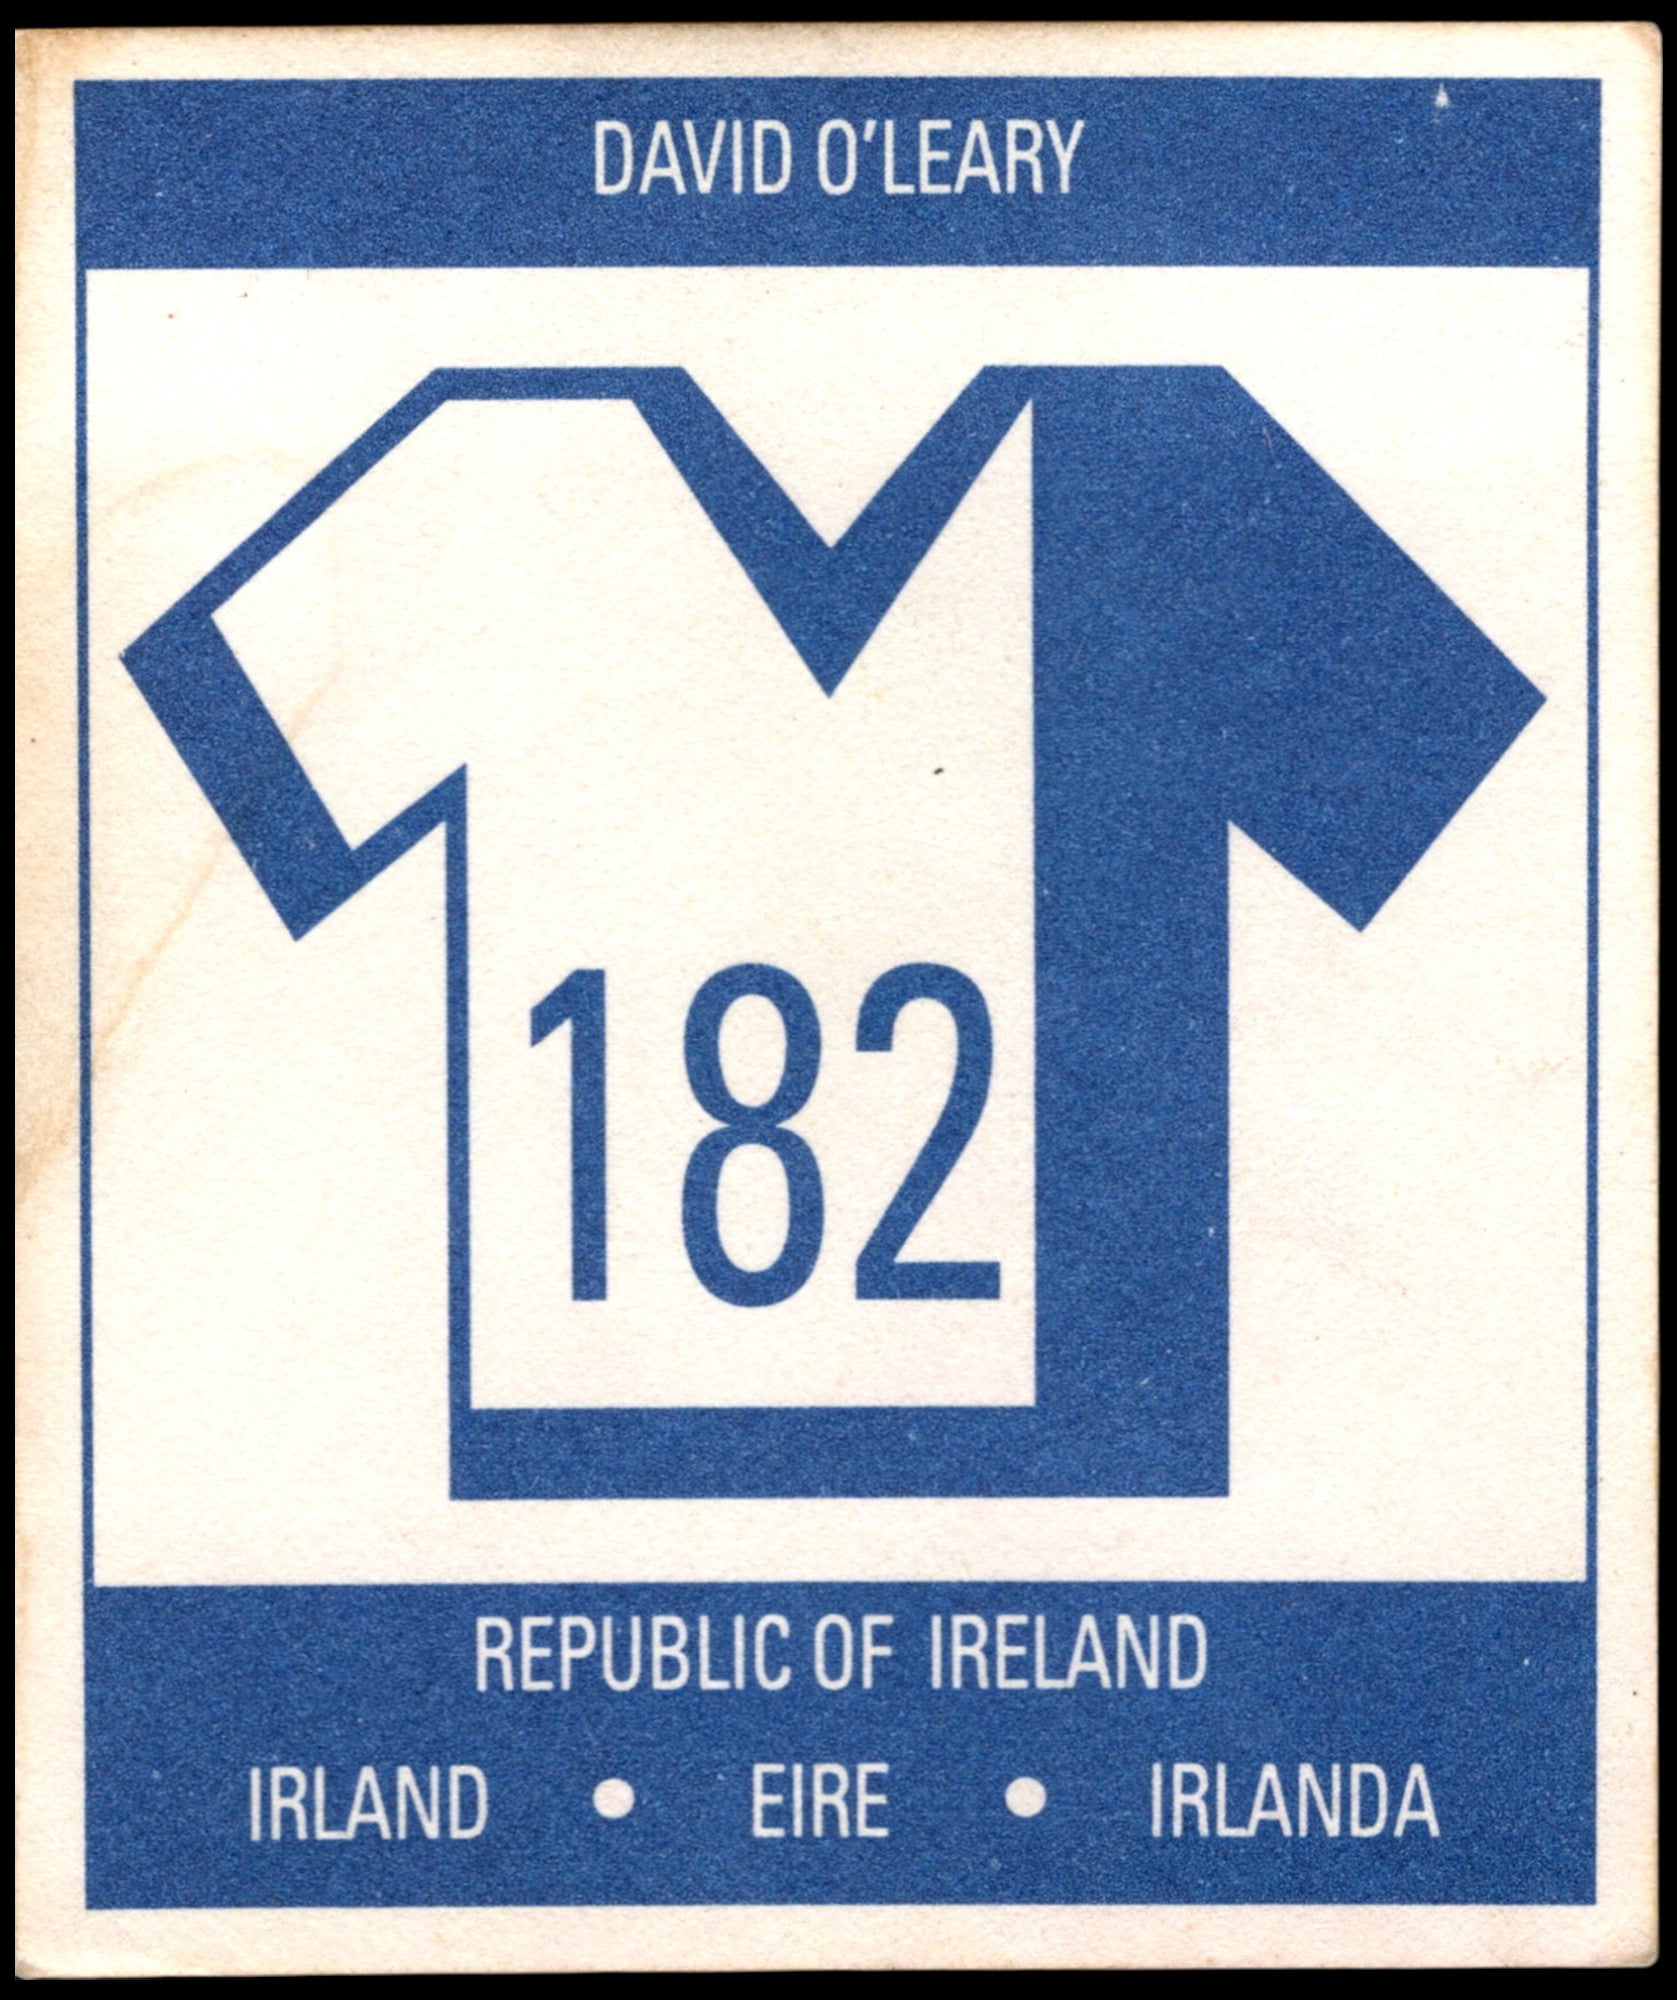 DAVID O'LEARY
182
REPUBLIC OF IRELAND
IRLAND • EIRE • IRLANDA